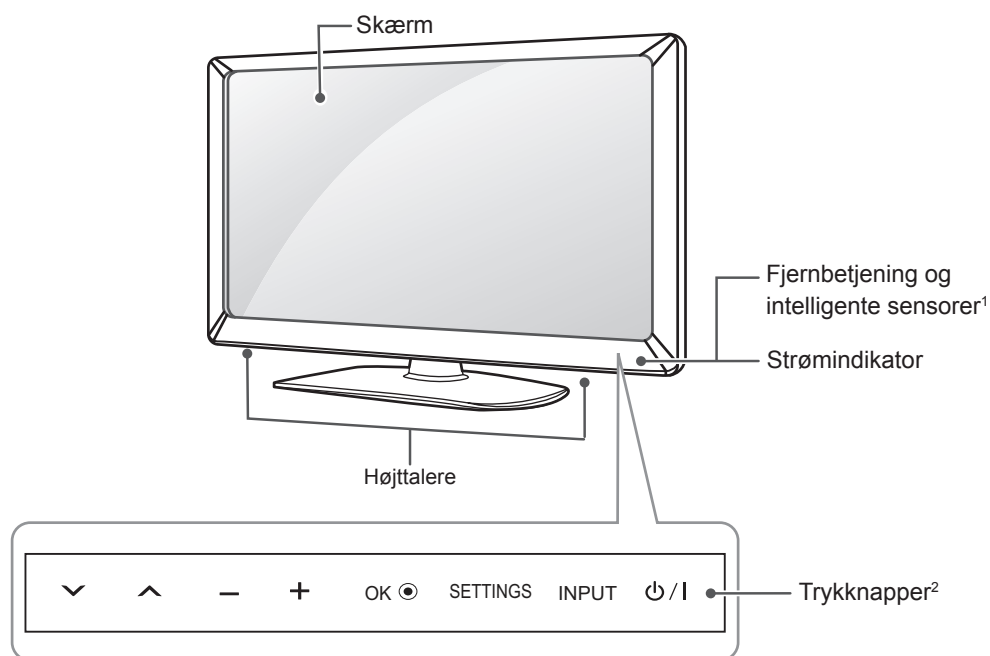 Skærm
Fjernbetjening og
intelligente sensorer¹
Strømindikator
Højttalere
OK SETTINGS INPUT /I
Trykknapper²